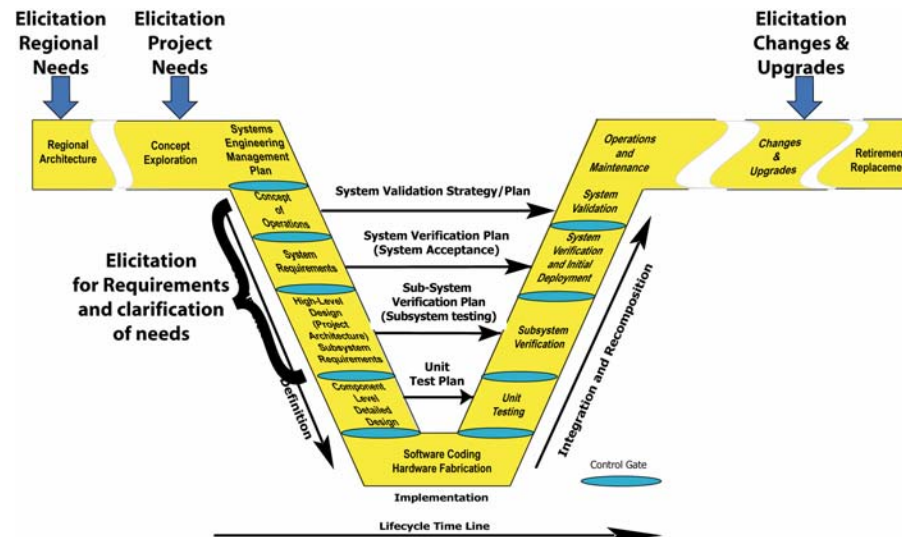 Elicitation
Regional
Needs
Elicitation
Project
Needs
Elicitation
Changes &
Upgrades
Regional
Architecture
Concept
Exploration
Systems
Engineering
Management
Plan
Operations
and
Maintenance
Changes
&
Upgrades
Retirement
Replacemen
Concept
of
Operations
System Validation Strategy/Plan
System
Validation
Elicitation
for Requirements
and clarification
of needs
System
Requirements
System Verification Plan
(System Acceptance)
System
Verification
and Initial
Deployment
High-Level
Design
(Project
Architecture)
Subsystem
Requirements
Sub-System
Verification Plan
(Subsystem testing)
Subsystem
Verification
Component
Level
Detailed
Design
Unit
Test Plan
Unit
Testing
Definition
Integration and Recomposition
Software Coding
Hardware Fabrication
Control Gate
Implementation
Lifecycle Time Line